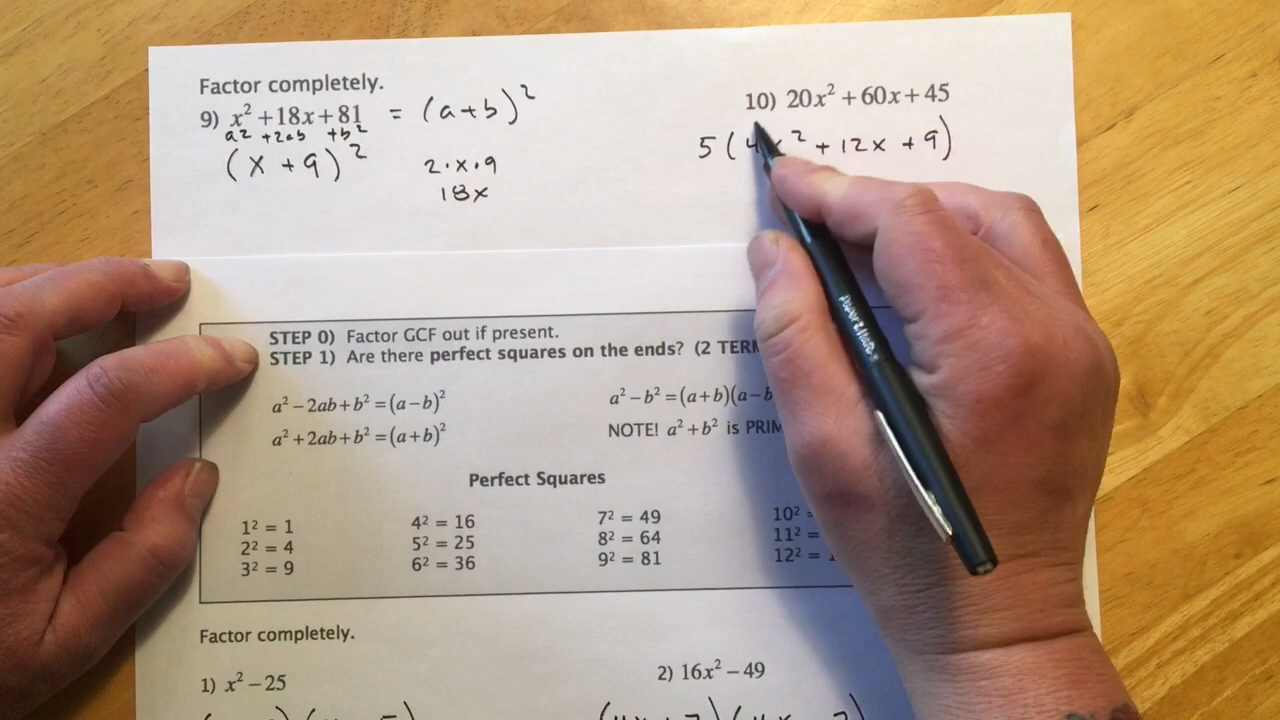 Factor completely.
9) x² + 18x + 81 = (a+b)²
a² +2ab +b²
(x + 9)² 2·x·9
18x
10) 20x² + 60x + 45
5(4x² + 12x + 9)
STEP 0) Factor GCF out if present.
STEP 1) Are there perfect squares on the ends? (2 TER
a² − 2ab + b² = (a − b)² a² − b² = (a + b)(a − b
a² + 2ab + b² = (a + b)² NOTE! a² + b² is PRI
Perfect Squares
1² = 1 4² = 16 7² = 49 10² =
2² = 4 5² = 25 8² = 64 11² =
3² = 9 6² = 36 9² = 81 12² = 1
Factor completely.
1) x² − 25 2) 16x² − 49